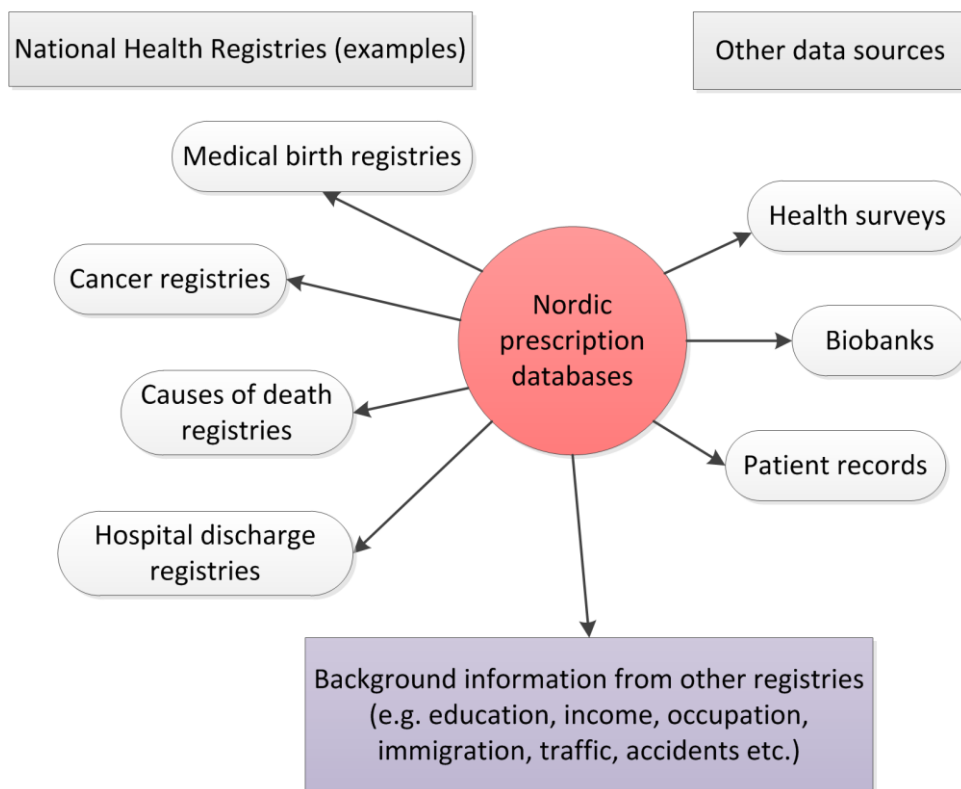 National Health Registries (examples)
Other data sources
Medical birth registries
Cancer registries
Causes of death
registries
Hospital discharge
registries
Nordic
prescription
databases
Health surveys
Biobanks
Patient records
Background information from other registries
(e.g. education, income, occupation,
immigration, traffic, accidents etc.)